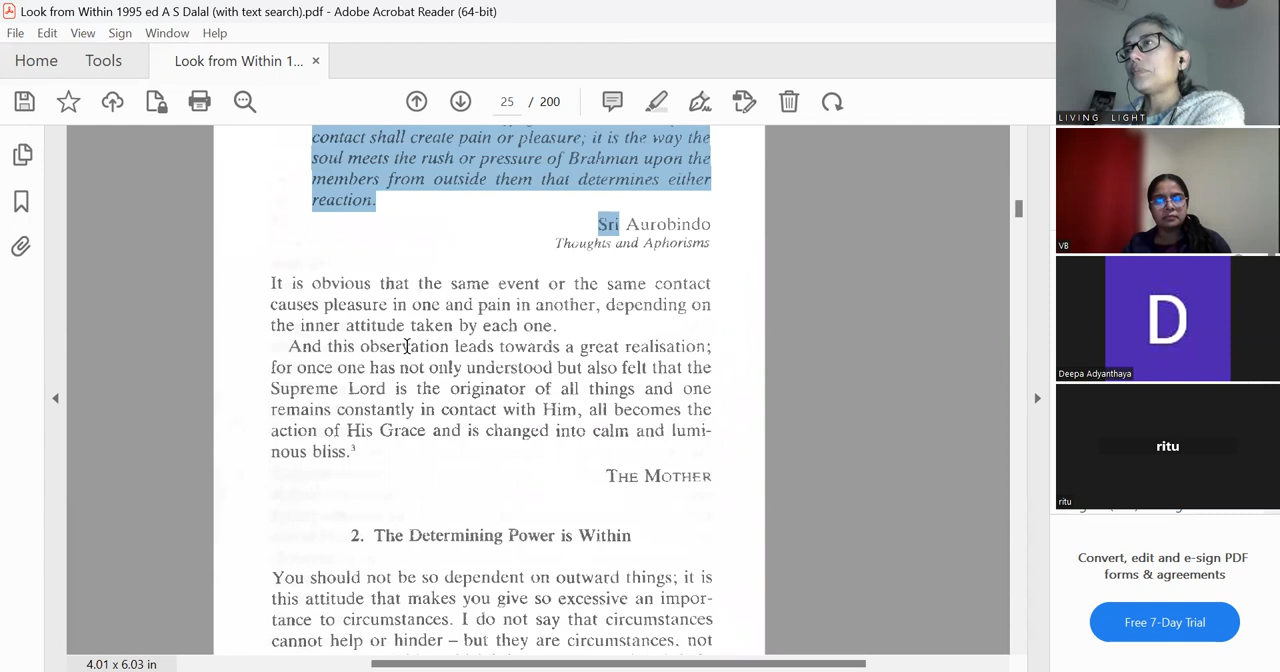 Look from Within 1995 ed A S Dalal (with text search).pdf - Adobe Acrobat Reader (64-bit)
File Edit View Sign Window Help
Home Tools Look from Within 1... ×
25 / 200
contact shall create pain or pleasure; it is the way the
soul meets the rush or pressure of Brahman upon the
members from outside them that determines either
reaction.
Sri Aurobindo
Thoughts and Aphorisms
It is obvious that the same event or the same contact
causes pleasure in one and pain in another, depending on
the inner attitude taken by each one.
And this observation leads towards a great realisation;
for once one has not only understood but also felt that the
Supreme Lord is the originator of all things and one
remains constantly in contact with Him, all becomes the
action of His Grace and is changed into calm and lumi-
nous bliss.³
THE MOTHER
2. The Determining Power is Within
You should not be so dependent on outward things; it is
this attitude that makes you give so excessive an impor-
tance to circumstances. I do not say that circumstances
cannot help or hinder – but they are circumstances, not
4.01 x 6.03 in
LIVING LIGHT
VB
D
Deepa Adyanthaya
ritu
ritu
Convert, edit and e-sign PDF
forms & agreements
Free 7-Day Trial